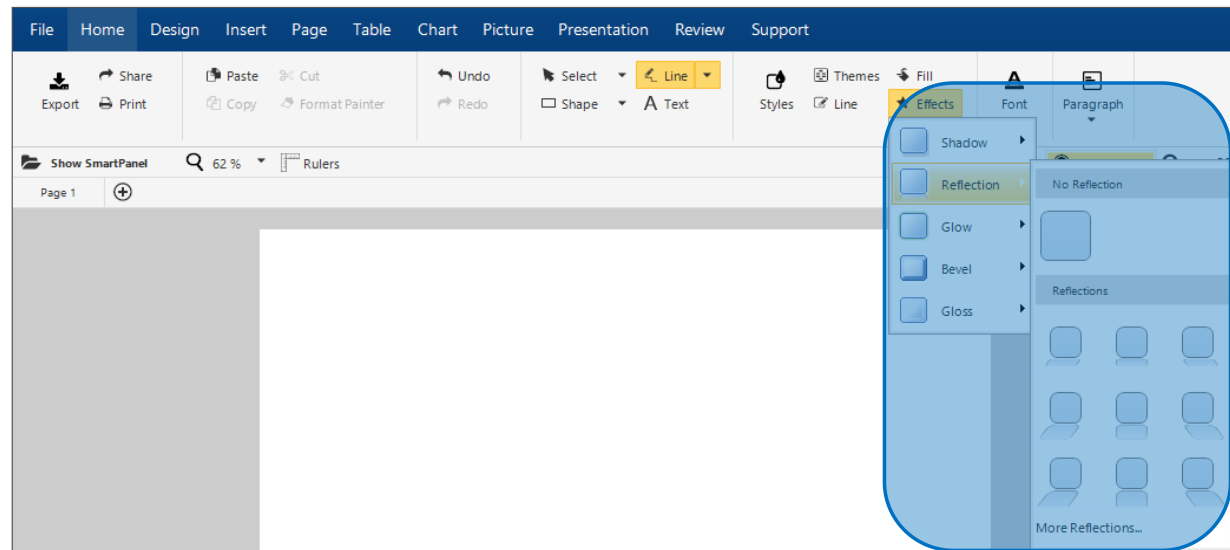 File Home Design Insert Page Table Chart Picture Presentation Review Support
Share Paste Cut Undo Select Line Themes Fill
Export Print Copy Format Painter Redo Shape Text Styles Line Effects Font Paragraph
Show SmartPanel 62 % Rulers
Page 1
Shadow
Reflection
Glow
Bevel
Gloss
No Reflection
Reflections
More Reflections...